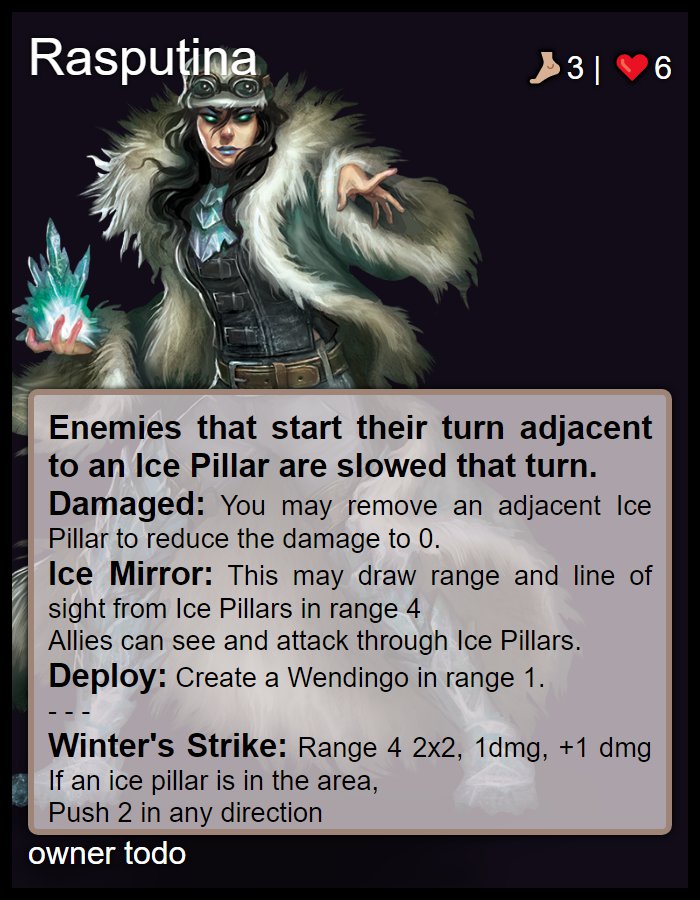 Rasputina
3 | 6
Enemies that start their turn adjacent
to an Ice Pillar are slowed that turn.
Damaged: You may remove an adjacent Ice
Pillar to reduce the damage to 0.
Ice Mirror: This may draw range and line of
sight from Ice Pillars in range 4
Allies can see and attack through Ice Pillars.
Deploy: Create a Wendingo in range 1.
- - -
Winter's Strike: Range 4 2x2, 1dmg, +1 dmg
If an ice pillar is in the area,
Push 2 in any direction
owner todo